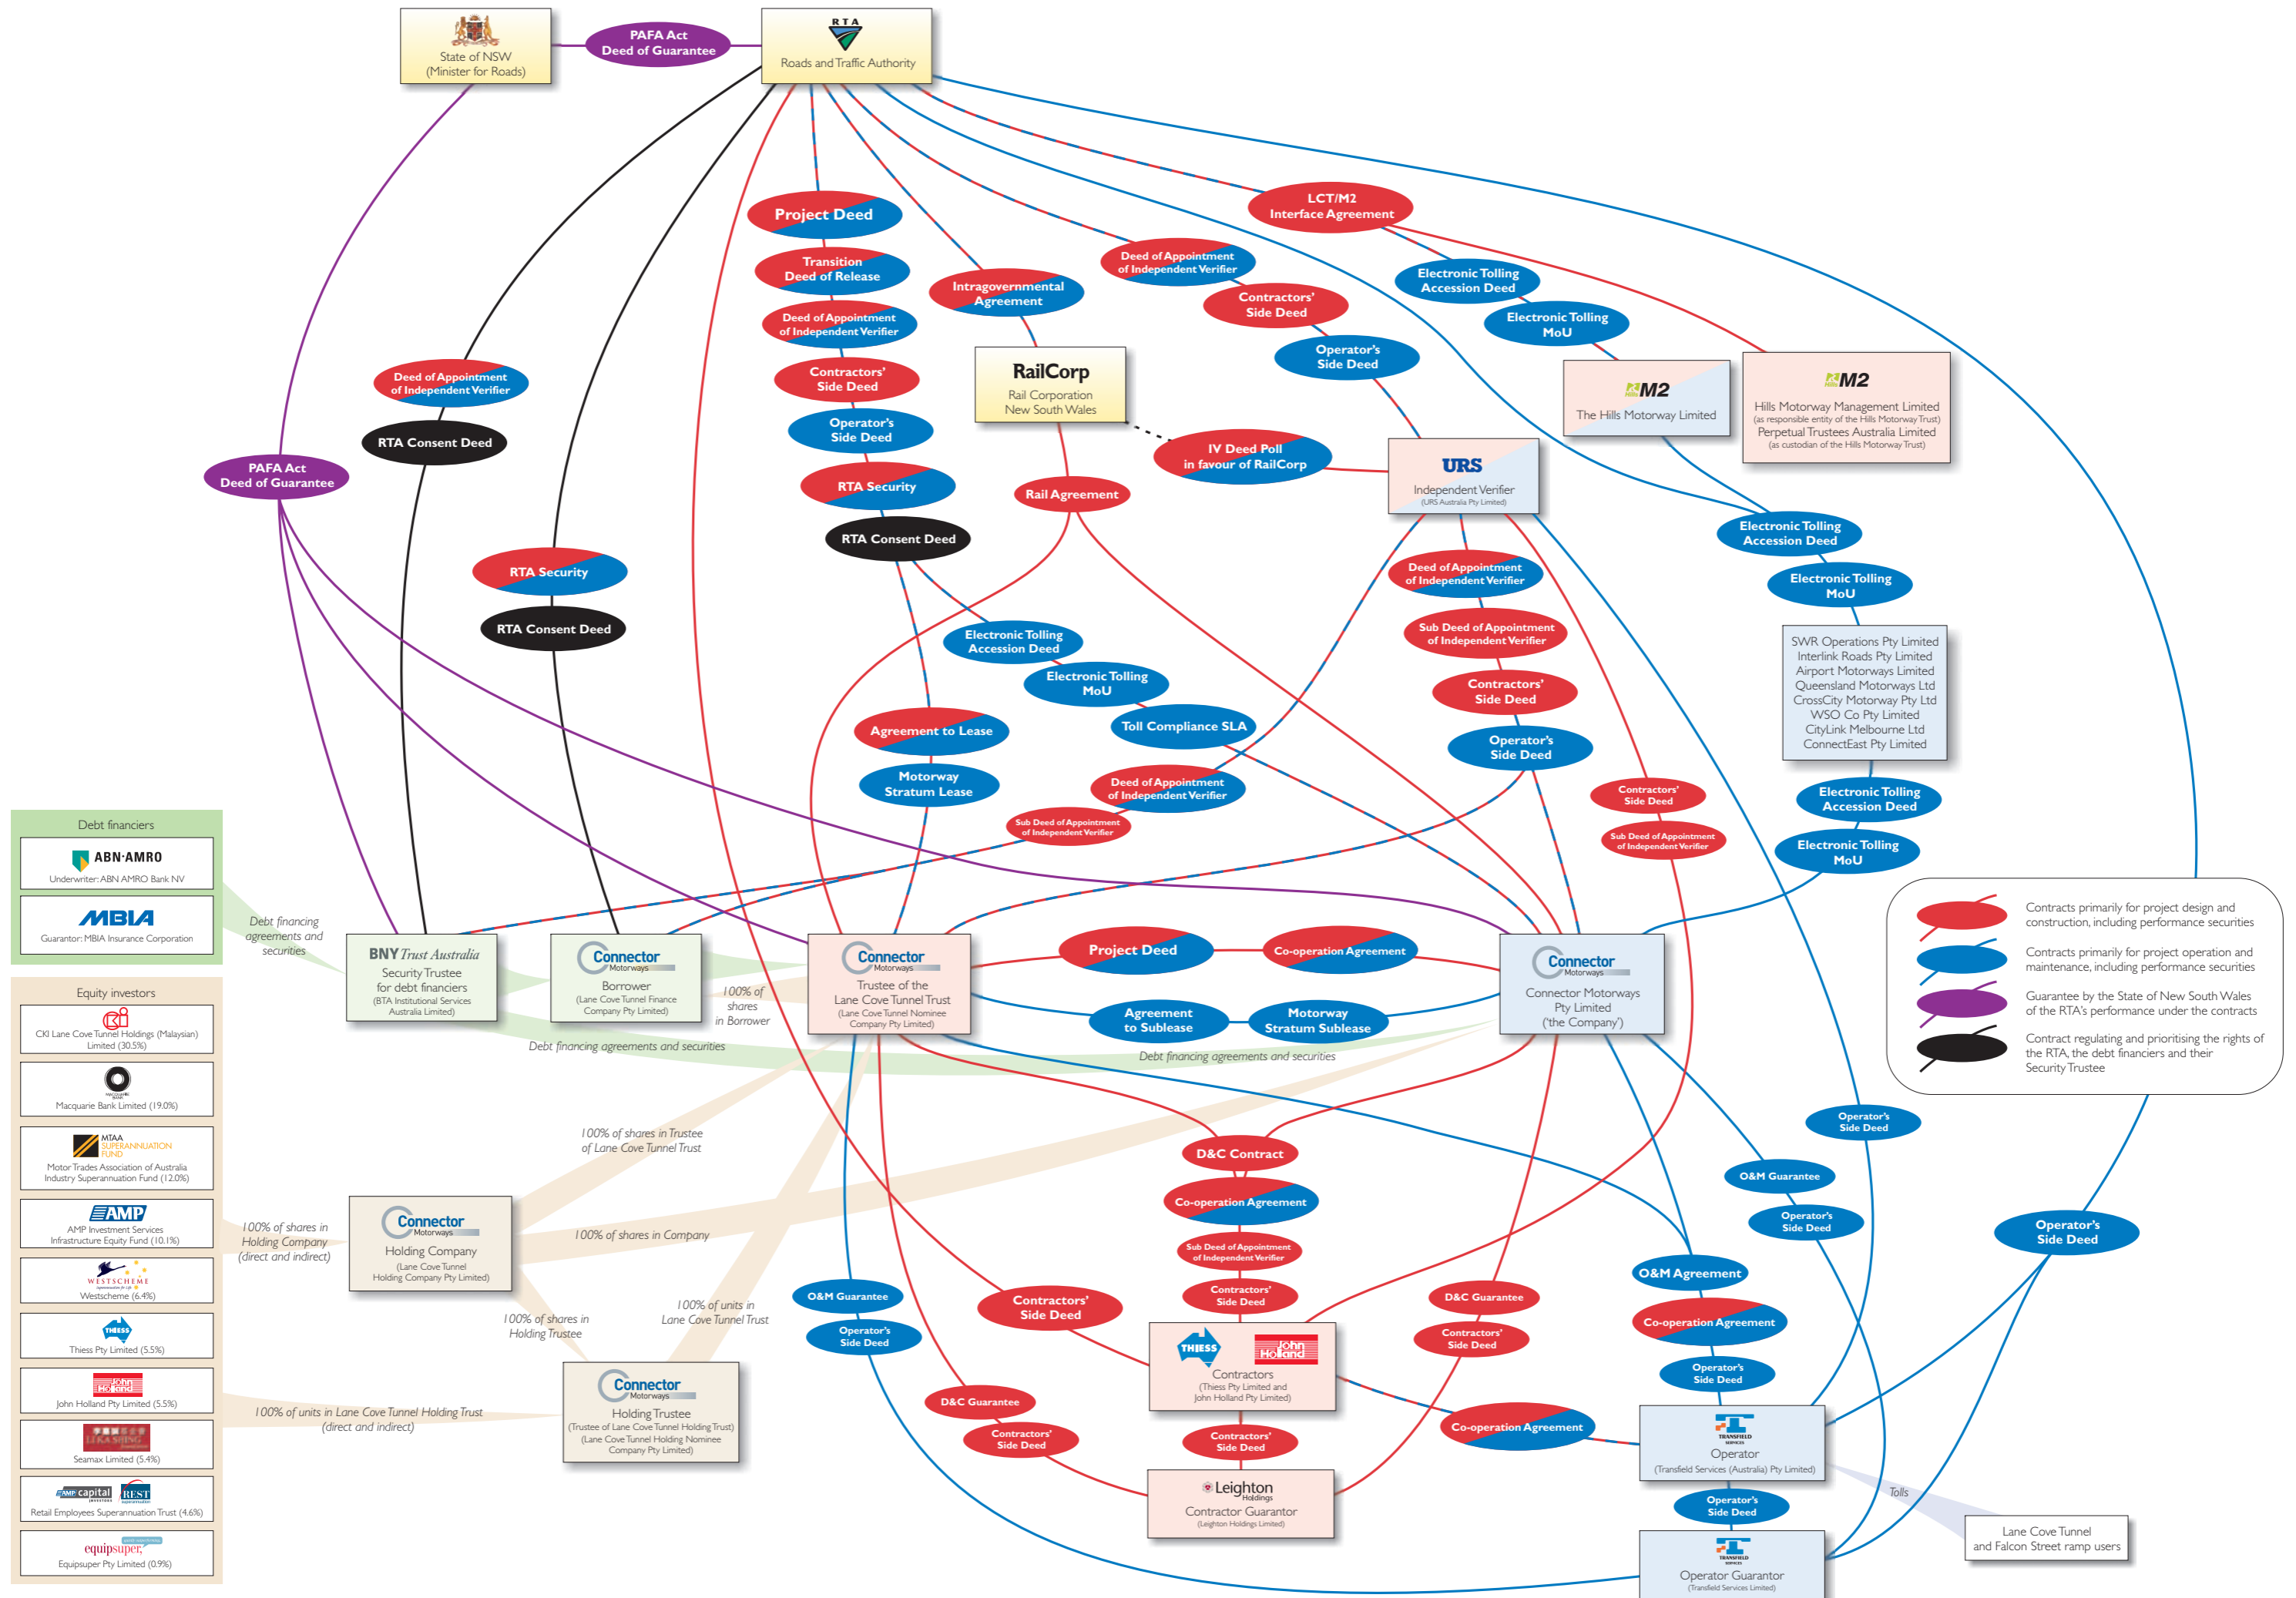 State of NSW
(Minister for Roads)
PAFA Act
Deed of Guarantee
RTA
Roads and Traffic Authority
LCT/M2
Interface Agreement
Project Deed
Transition
Deed of Release
Deed of Appointment
of Independent Verifier
Contractors'
Side Deed
Operator's
Side Deed
RTA Security
RTA Consent Deed
Intragovernmental
Agreement
Deed of Appointment
of Independent Verifier
Contractors'
Side Deed
Operator's
Side Deed
Electronic Tolling
Accession Deed
Electronic Tolling
MoU
RailCorp
Rail Corporation
New South Wales
Hills M2
The Hills Motorway Limited
Hills M2
Hills Motorway Management Limited
(as responsible entity of the Hills Motorway Trust)
Perpetual Trustees Australia Limited
(as custodian of the Hills Motorway Trust)
Deed of Appointment
of Independent Verifier
RTA Consent Deed
PAFA Act
Deed of Guarantee
IV Deed Poll
in favour of RailCorp
Rail Agreement
URS
Independent Verifier
(URS Australia Pty Limited)
Electronic Tolling
Accession Deed
Electronic Tolling
MoU
RTA Security
RTA Consent Deed
Deed of Appointment
of Independent Verifier
Sub Deed of Appointment
of Independent Verifier
Contractors'
Side Deed
Operator's
Side Deed
Electronic Tolling
Accession Deed
Electronic Tolling
MoU
Toll Compliance SLA
SWR Operations Pty Limited
Interlink Roads Pty Limited
Airport Motorways Limited
Queensland Motorways Ltd
CrossCity Motorway Pty Ltd
WSO Co Pty Limited
CityLink Melbourne Ltd
ConnectEast Pty Limited
Agreement to Lease
Motorway
Stratum Lease
Deed of Appointment
of Independent Verifier
Sub Deed of Appointment
of Independent Verifier
Contractors'
Side Deed
Sub Deed of Appointment
of Independent Verifier
Electronic Tolling
Accession Deed
Electronic Tolling
MoU
Debt financiers
ABN·AMRO
Underwriter: ABN AMRO Bank NV
MBIA
Guarantor: MBIA Insurance Corporation
Debt financing
agreements and
securities
BNY Trust Australia
Security Trustee
for debt financiers
(BTA Institutional Services
Australia Limited)
Connector
Motorways
Borrower
(Lane Cove Tunnel Finance
Company Pty Limited)
100% of
shares
in Borrower
Connector
Motorways
Trustee of the
Lane Cove Tunnel Trust
(Lane Cove Tunnel Nominee
Company Pty Limited)
Project Deed
Co-operation Agreement
Agreement
to Sublease
Motorway
Stratum Sublease
Connector
Motorways
Connector Motorways
Pty Limited
('the Company')
Contracts primarily for project design and
construction, including performance securities
Contracts primarily for project operation and
maintenance, including performance securities
Guarantee by the State of New South Wales
of the RTA's performance under the contracts
Contract regulating and prioritising the rights of
the RTA, the debt financiers and their
Security Trustee
Debt financing agreements and securities
Debt financing agreements and securities
Equity investors
CKI
CKI Lane Cove Tunnel Holdings (Malaysian)
Limited (30.5%)
MACQUARIE
BANK
Macquarie Bank Limited (19.0%)
MTAA
SUPERANNUATION
FUND
Motor Trades Association of Australia
Industry Superannuation Fund (12.0%)
AMP
AMP Investment Services
Infrastructure Equity Fund (10.1%)
WESTSCHEME
Westscheme (6.4%)
THIESS
Thiess Pty Limited (5.5%)
John
Holland
John Holland Pty Limited (5.5%)
LI KA SHING
Seamax Limited (5.4%)
AMP capital
investors
REST
superannuation
Retail Employees Superannuation Trust (4.6%)
equipsuper
Equipsuper Pty Limited (0.9%)
100% of shares in
Holding Company
(direct and indirect)
100% of units in Lane Cove Tunnel Holding Trust
(direct and indirect)
Connector
Motorways
Holding Company
(Lane Cove Tunnel
Holding Company Pty Limited)
100% of shares in Trustee
of Lane Cove Tunnel Trust
100% of shares in Company
100% of shares in
Holding Trustee
100% of units in
Lane Cove Tunnel Trust
Connector
Motorways
Holding Trustee
(Trustee of Lane Cove Tunnel Holding Trust)
(Lane Cove Tunnel Holding Nominee
Company Pty Limited)
O&M Guarantee
Operator's
Side Deed
D&C Contract
Co-operation Agreement
Sub Deed of Appointment
of Independent Verifier
Contractors'
Side Deed
Contractors'
Side Deed
D&C Guarantee
Contractors'
Side Deed
THIESS
John
Holland
Contractors
(Thiess Pty Limited and
John Holland Pty Limited)
D&C Guarantee
Contractors'
Side Deed
Contractors'
Side Deed
Leighton
Holdings
Contractor Guarantor
(Leighton Holdings Limited)
Operator's
Side Deed
O&M Guarantee
Operator's
Side Deed
Operator's
Side Deed
O&M Agreement
Co-operation Agreement
Operator's
Side Deed
Co-operation Agreement
TRANSFIELD
SERVICES
Operator
(Transfield Services (Australia) Pty Limited)
Operator's
Side Deed
TRANSFIELD
SERVICES
Operator Guarantor
(Transfield Services Limited)
Tolls
Lane Cove Tunnel
and Falcon Street ramp users